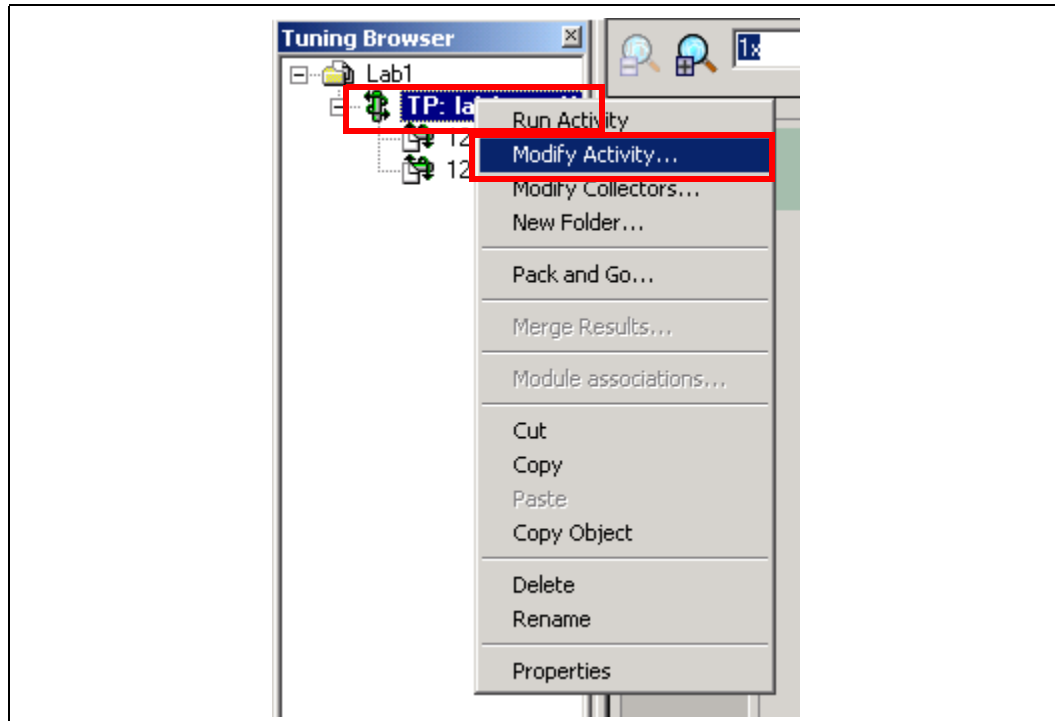 Tuning Browser
1x
Lab1
TP:
Run Activity
12
Modify Activity...
12
Modify Collectors...
New Folder...
Pack and Go...
Merge Results...
Module associations...
Cut
Copy
Paste
Copy Object
Delete
Rename
Properties